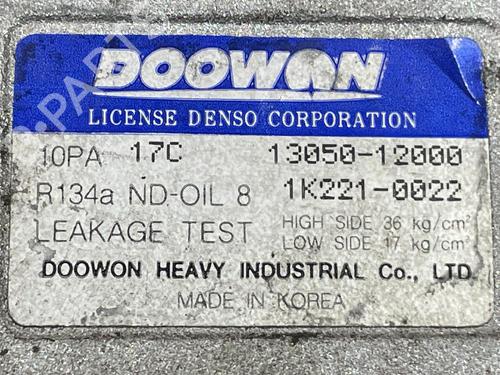 DOOWON
LICENSE DENSO CORPORATION
10PA 17C 13050-12000
R134a ND-OIL 8 1K221-0022
LEAKAGE TEST HIGH SIDE 36 kg/cm²
LOW SIDE 17 kg/cm²
DOOWON HEAVY INDUSTRIAL Co., LTD
MADE IN KOREA